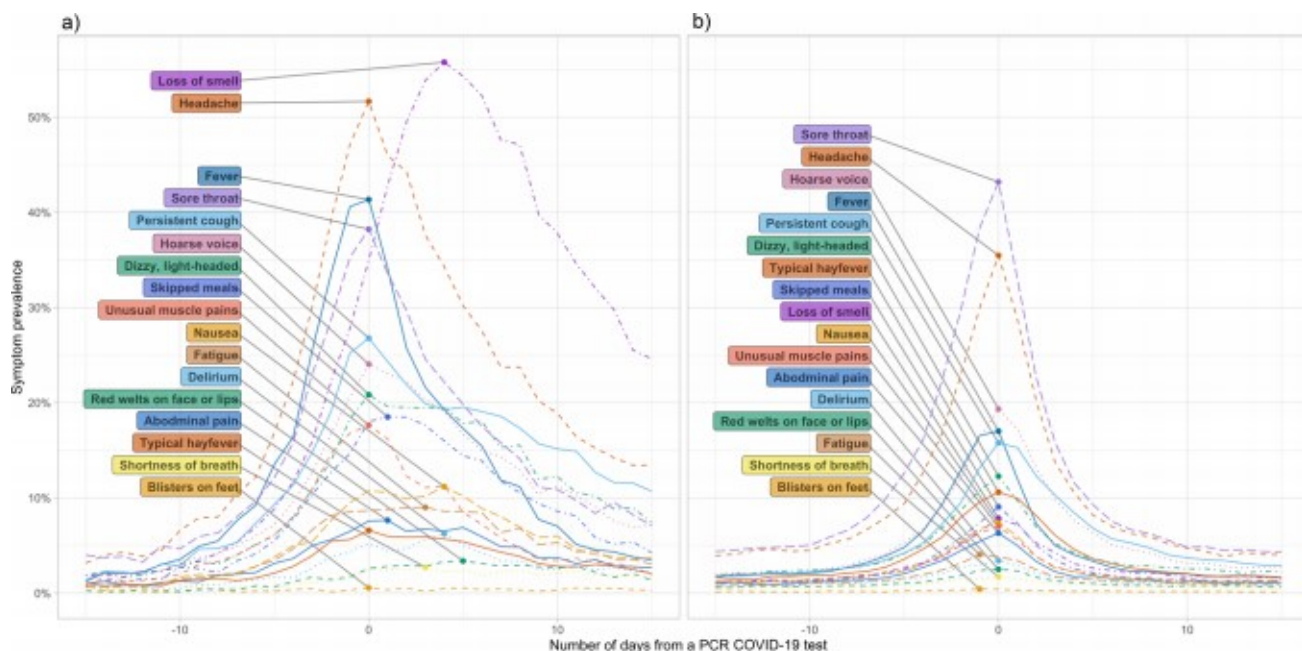 a)
Loss of smell
Headache
Fever
Sore throat
Persistent cough
Hoarse voice
Dizzy, light-headed
Skipped meals
Unusual muscle pains
Nausea
Fatigue
Delirium
Red welts on face or lips
Abodminal pain
Typical hayfever
Shortness of breath
Blisters on feet
Symptom prevalence
50%
40%
30%
20%
10%
0%
-10
0
10
b)
Sore throat
Headache
Hoarse voice
Fever
Persistent cough
Dizzy, light-headed
Typical hayfever
Skipped meals
Loss of smell
Nausea
Unusual muscle pains
Abodminal pain
Delirium
Red welts on face or lips
Fatigue
Shortness of breath
Blisters on feet
-10
0
10
Number of days from a PCR COVID-19 test